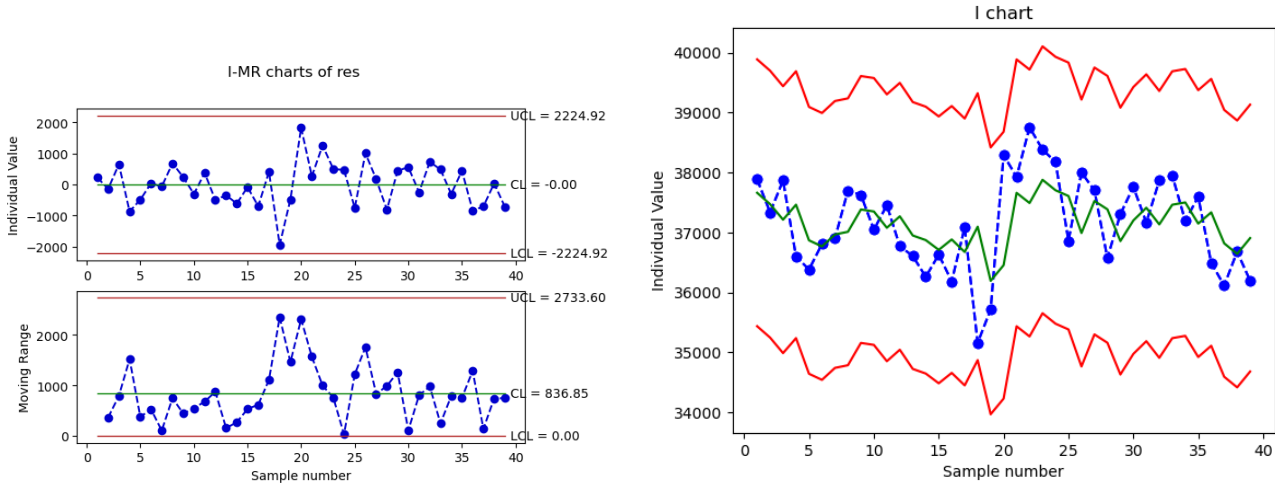 I-MR charts of res
Individual Value
2000
1000
0
−1000
−2000
UCL = 2224.92
CL = -0.00
LCL = -2224.92
0 5 10 15 20 25 30 35 40
Moving Range
2000
1000
0
UCL = 2733.60
CL = 836.85
LCL = 0.00
0 5 10 15 20 25 30 35 40
Sample number
I chart
Individual Value
40000
39000
38000
37000
36000
35000
34000
0 5 10 15 20 25 30 35 40
Sample number